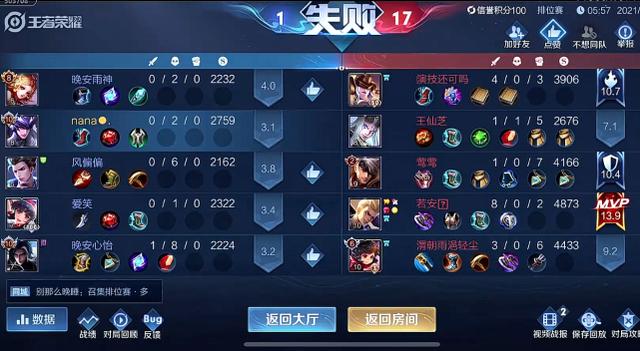 王者荣耀
1 失败 17
信誉积分100 排位赛 05:57 2021/
加好友 点赞 不想同队 举报
晚安雨神 0 / 2 / 0 2232 4.0
演技还可吗 4 / 0 / 3 3906 10.7
nana 0 / 2 / 0 2759 3.1
王仙芝 1 / 1 / 5 2676 7.1
风偏偏 0 / 6 / 0 2162 3.8
莺莺 1 / 0 / 7 4166 10.4
爱笑 0 / 1 / 0 3322 3.4
若安 8 / 0 / 2 4873 MVP 13.9
晚安心怡 1 / 8 / 0 2224 3.2
渭朝雨浥轻尘 3 / 0 / 6 4433 9.2
同城 别那么晚睡：召集排位赛·多
数据 战绩 对局回顾 Bug 反馈 返回大厅 返回房间 视频战报 2 保存回放 对局攻